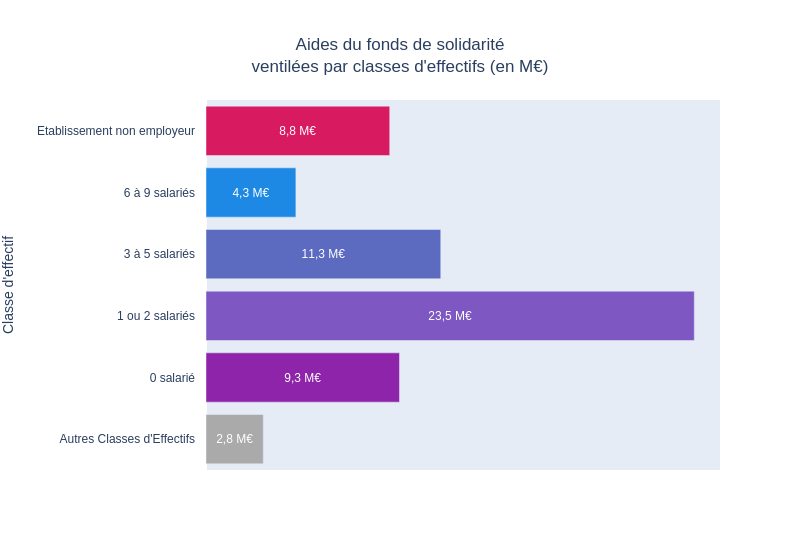 Aides du fonds de solidarité
ventilées par classes d'effectifs (en M€)
Classe d'effectif
Etablissement non employeur
8,8 M€
6 à 9 salariés
4,3 M€
3 à 5 salariés
11,3 M€
1 ou 2 salariés
23,5 M€
0 salarié
9,3 M€
Autres Classes d'Effectifs
2,8 M€